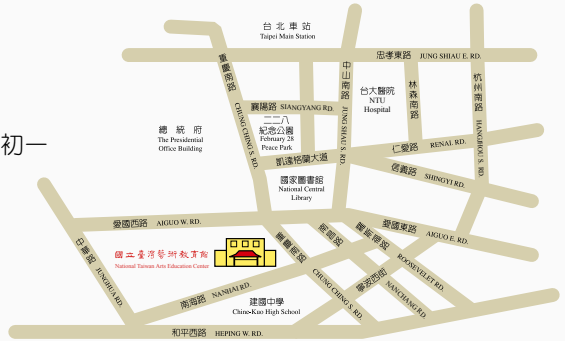 台北車站
Taipei Main Station
忠孝東路 JUNG SHIAU E. RD.
重慶南路 CHUNG CHING S. RD.
中山南路 JUNG SHAU S. RD.
杭州南路 HANGJHOU S. RD.
林森南路
台大醫院
NTU
Hospital
襄陽路 SIANGYANG RD.
二二八
紀念公園
February 28
Peace Park
總統府
The Presidential
Office Building
初一
仁愛路 RENAI RD.
凱達格蘭大道
信義路 SHINGYI RD.
國家圖書館
National Central
Library
愛國西路 AIGUO W. RD.
愛國東路 AIGUO E. RD.
中華路 JUNGHUA RD.
國立臺灣藝術教育館
National Taiwan Arts Education Center
重慶南路 CHUNG CHING S. RD.
羅斯福路 ROOSEVELET RD.
NANCHANG RD.
寧波西街
南海路 NANHAI RD.
建國中學
Chine-Kuo High School
和平西路 HEPING W. RD.